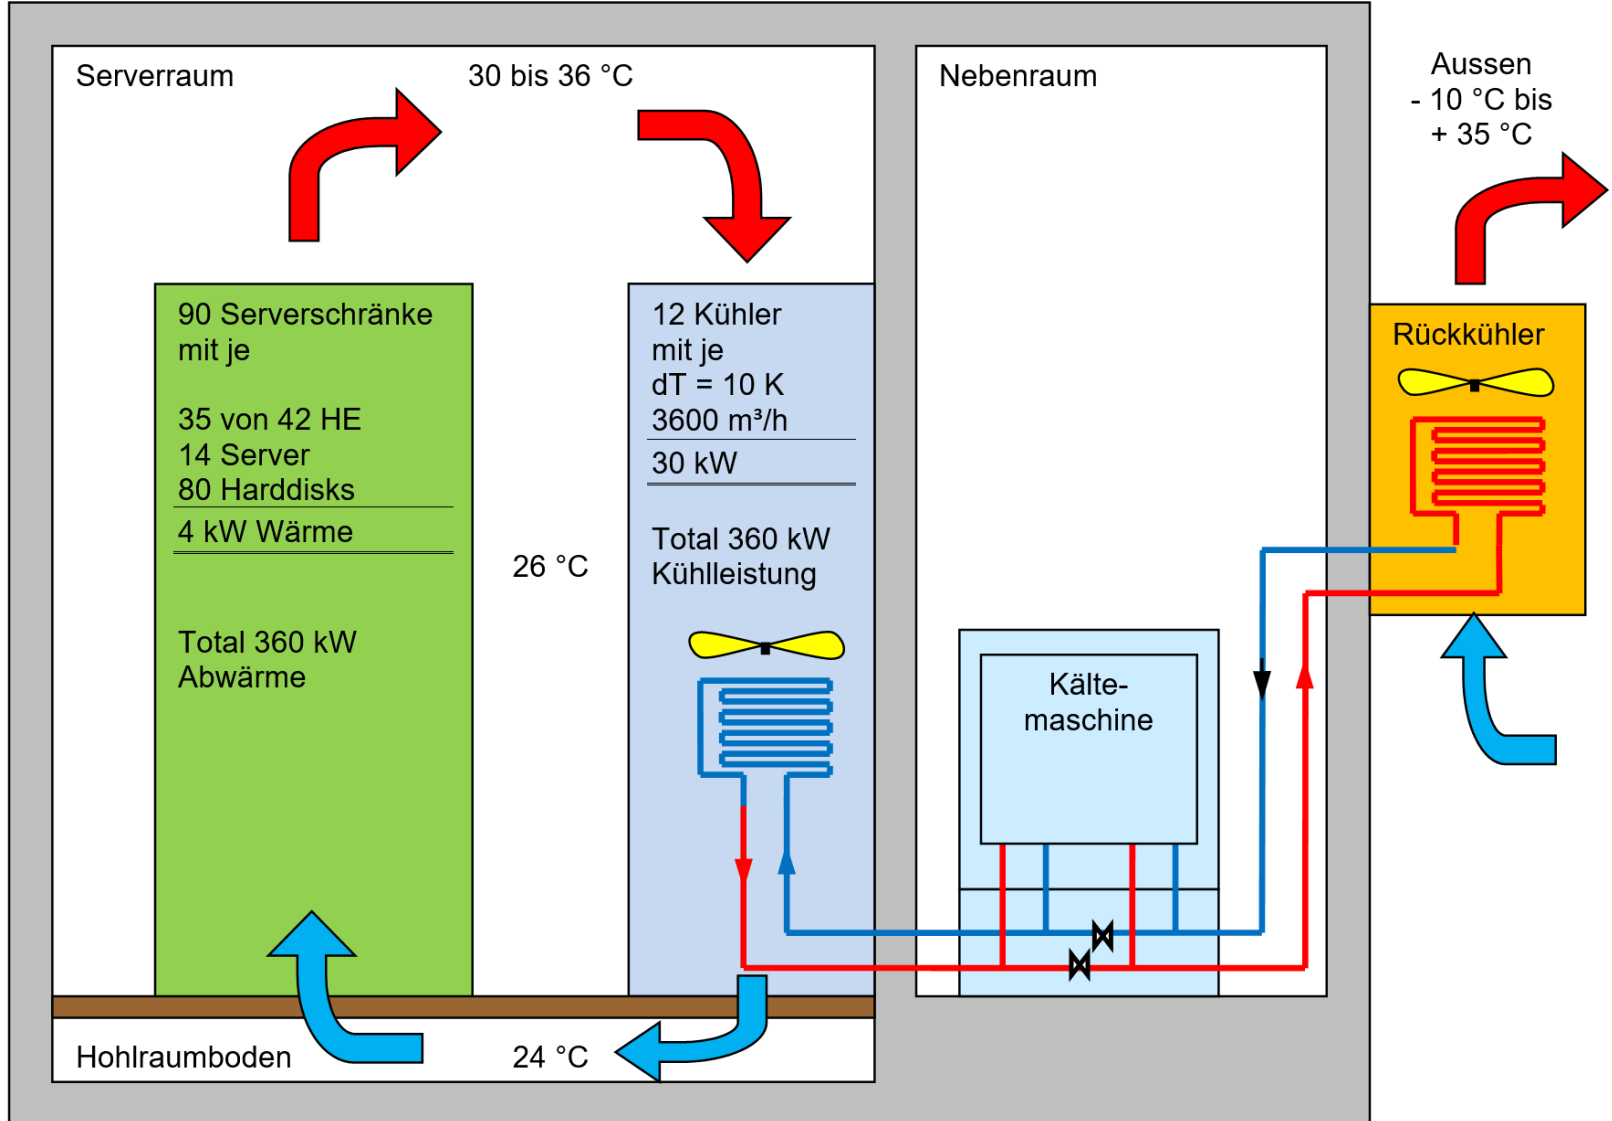 Serverraum
30 bis 36 °C
Nebenraum
Aussen
- 10 °C bis
+ 35 °C
90 Serverschränke
mit je
35 von 42 HE
14 Server
80 Harddisks
4 kW Wärme
Total 360 kW
Abwärme
26 °C
12 Kühler
mit je
dT = 10 K
3600 m³/h
30 kW
Total 360 kW
Kühlleistung
Kälte-
maschine
Rückkühler
Hohlraumboden
24 °C